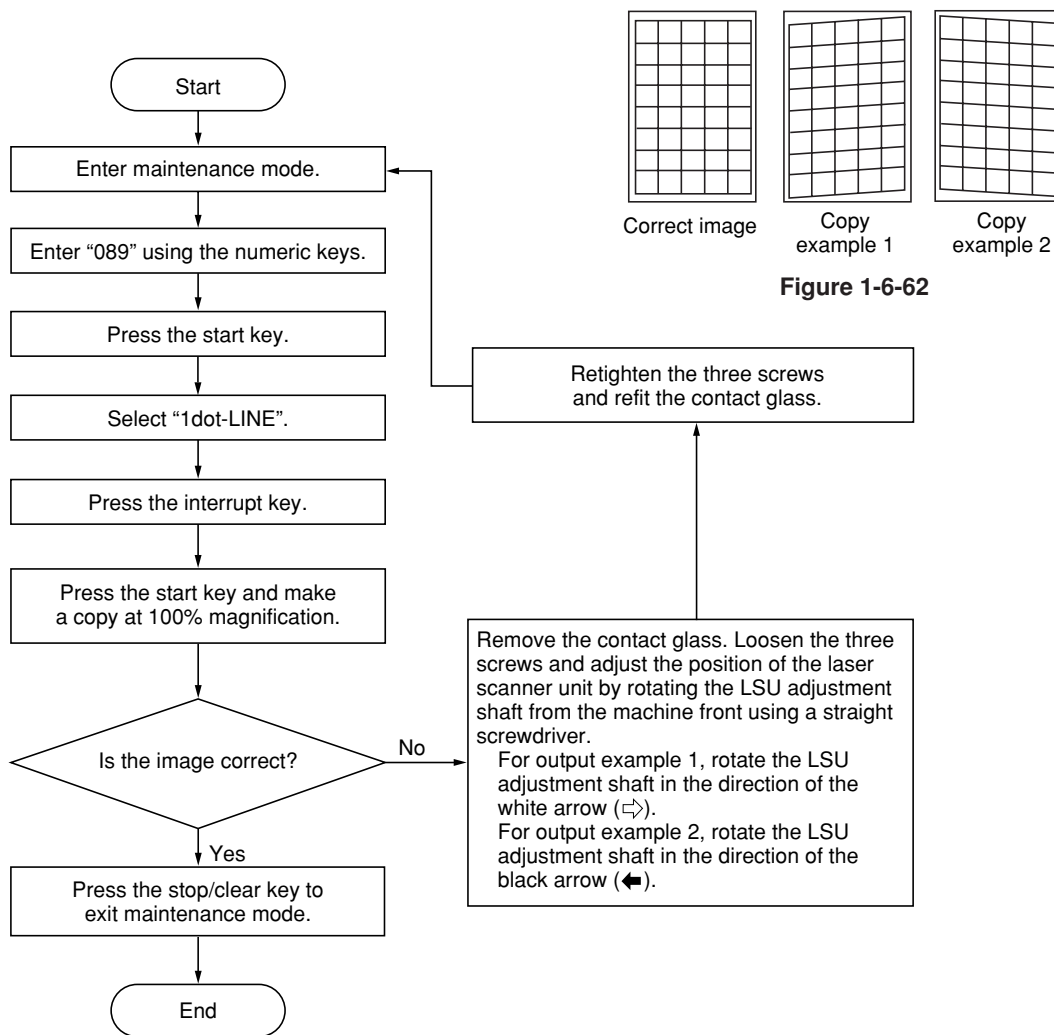 Start
Enter maintenance mode.
Enter “089” using the numeric keys.
Press the start key.
Select “1dot-LINE”.
Press the interrupt key.
Press the start key and make
a copy at 100% magnification.
Is the image correct?
No
Yes
Press the stop/clear key to
exit maintenance mode.
End
Remove the contact glass. Loosen the three
screws and adjust the position of the laser
scanner unit by rotating the LSU adjustment
shaft from the machine front using a straight
screwdriver.
For output example 1, rotate the LSU
adjustment shaft in the direction of the
white arrow (⇨).
For output example 2, rotate the LSU
adjustment shaft in the direction of the
black arrow (⬅).
Retighten the three screws
and refit the contact glass.
Correct image
Copy
example 1
Copy
example 2
Figure 1-6-62